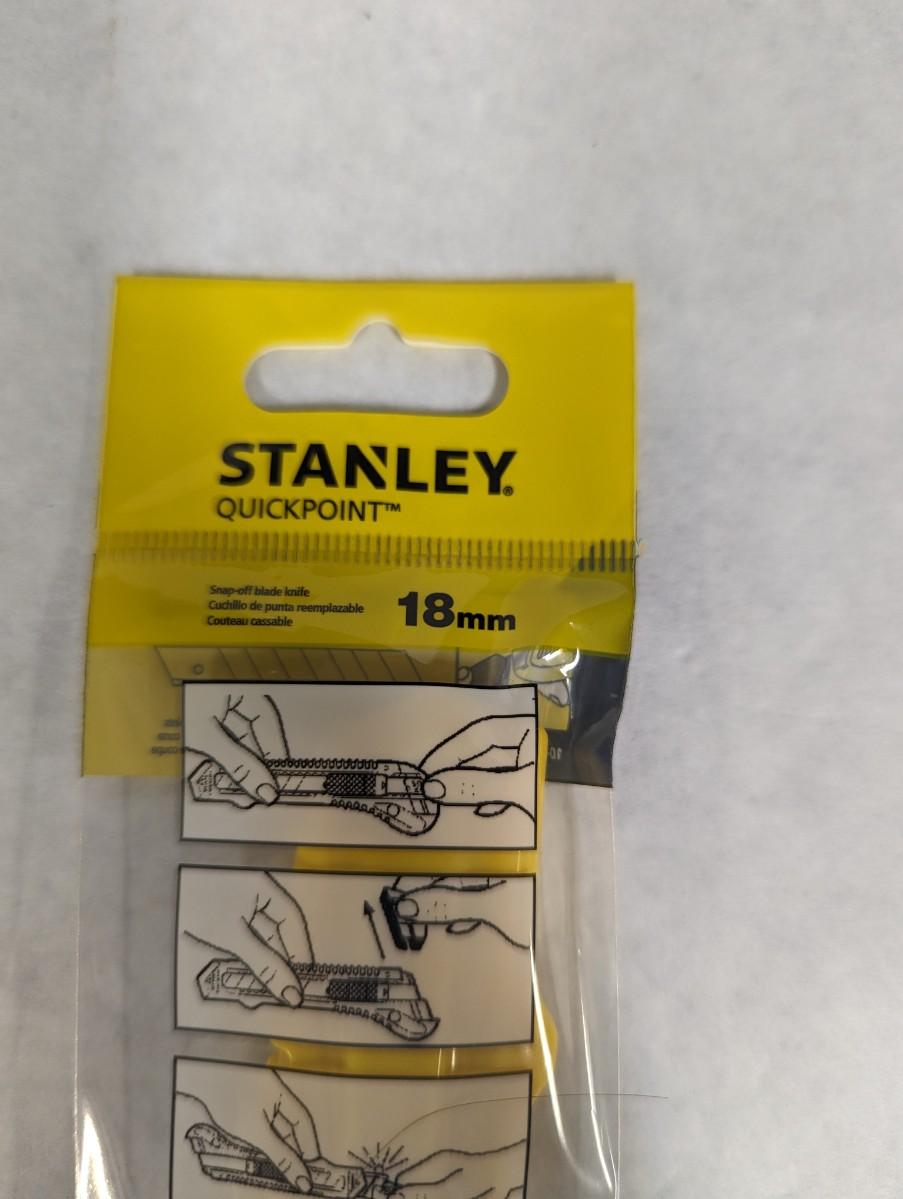 STANLEY®
QUICKPOINT™
Snap-off blade knife
Cuchillo de punta reemplazable
Couteau cassable
18mm